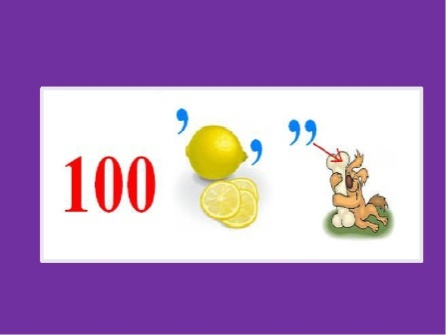 100 ’ , ”